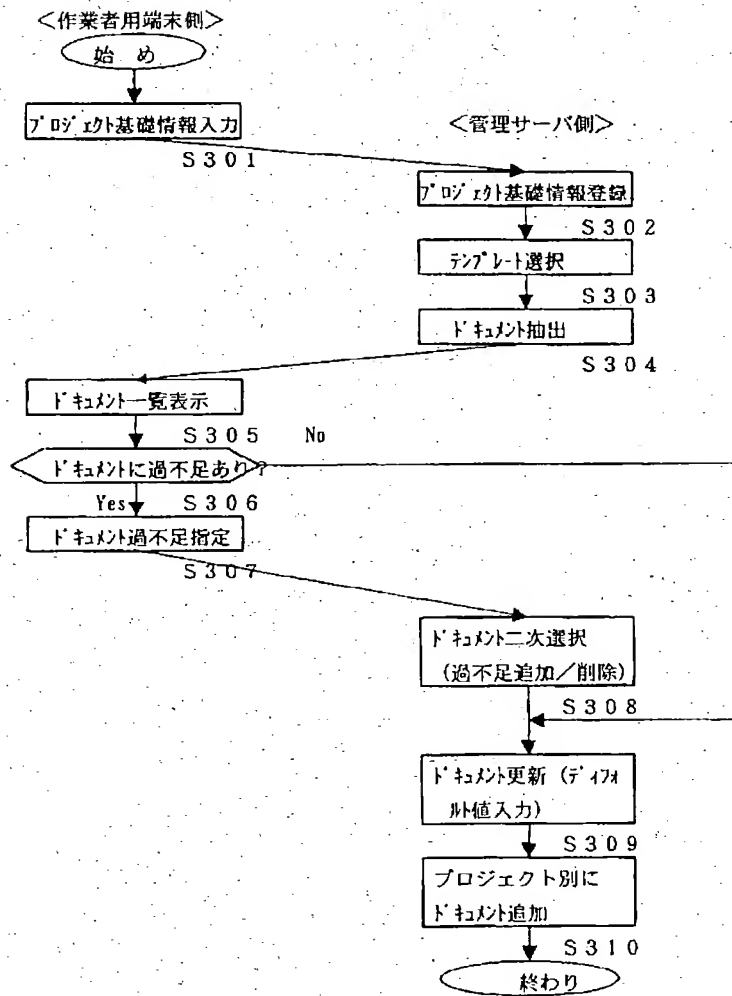 ＜作業者用端末側＞
始 め
ﾌﾟﾛｼﾞｪｸﾄ基礎情報入力
S301
＜管理サーバ側＞
ﾌﾟﾛｼﾞｪｸﾄ基礎情報登録
S302
ﾃﾝﾌﾟﾚｰﾄ選択
S303
ﾄﾞｷｭﾒﾝﾄ抽出
S304
ﾄﾞｷｭﾒﾝﾄ一覧表示
S305 No
ﾄﾞｷｭﾒﾝﾄに過不足あり？
Yes S306
ﾄﾞｷｭﾒﾝﾄ過不足指定
S307
ﾄﾞｷｭﾒﾝﾄ二次選択
（過不足追加／削除）
S308
ﾄﾞｷｭﾒﾝﾄ更新（ﾃﾞｨﾌｫ
ﾙﾄ値入力）
S309
プロジェクト別に
ﾄﾞｷｭﾒﾝﾄ追加
S310
終わり